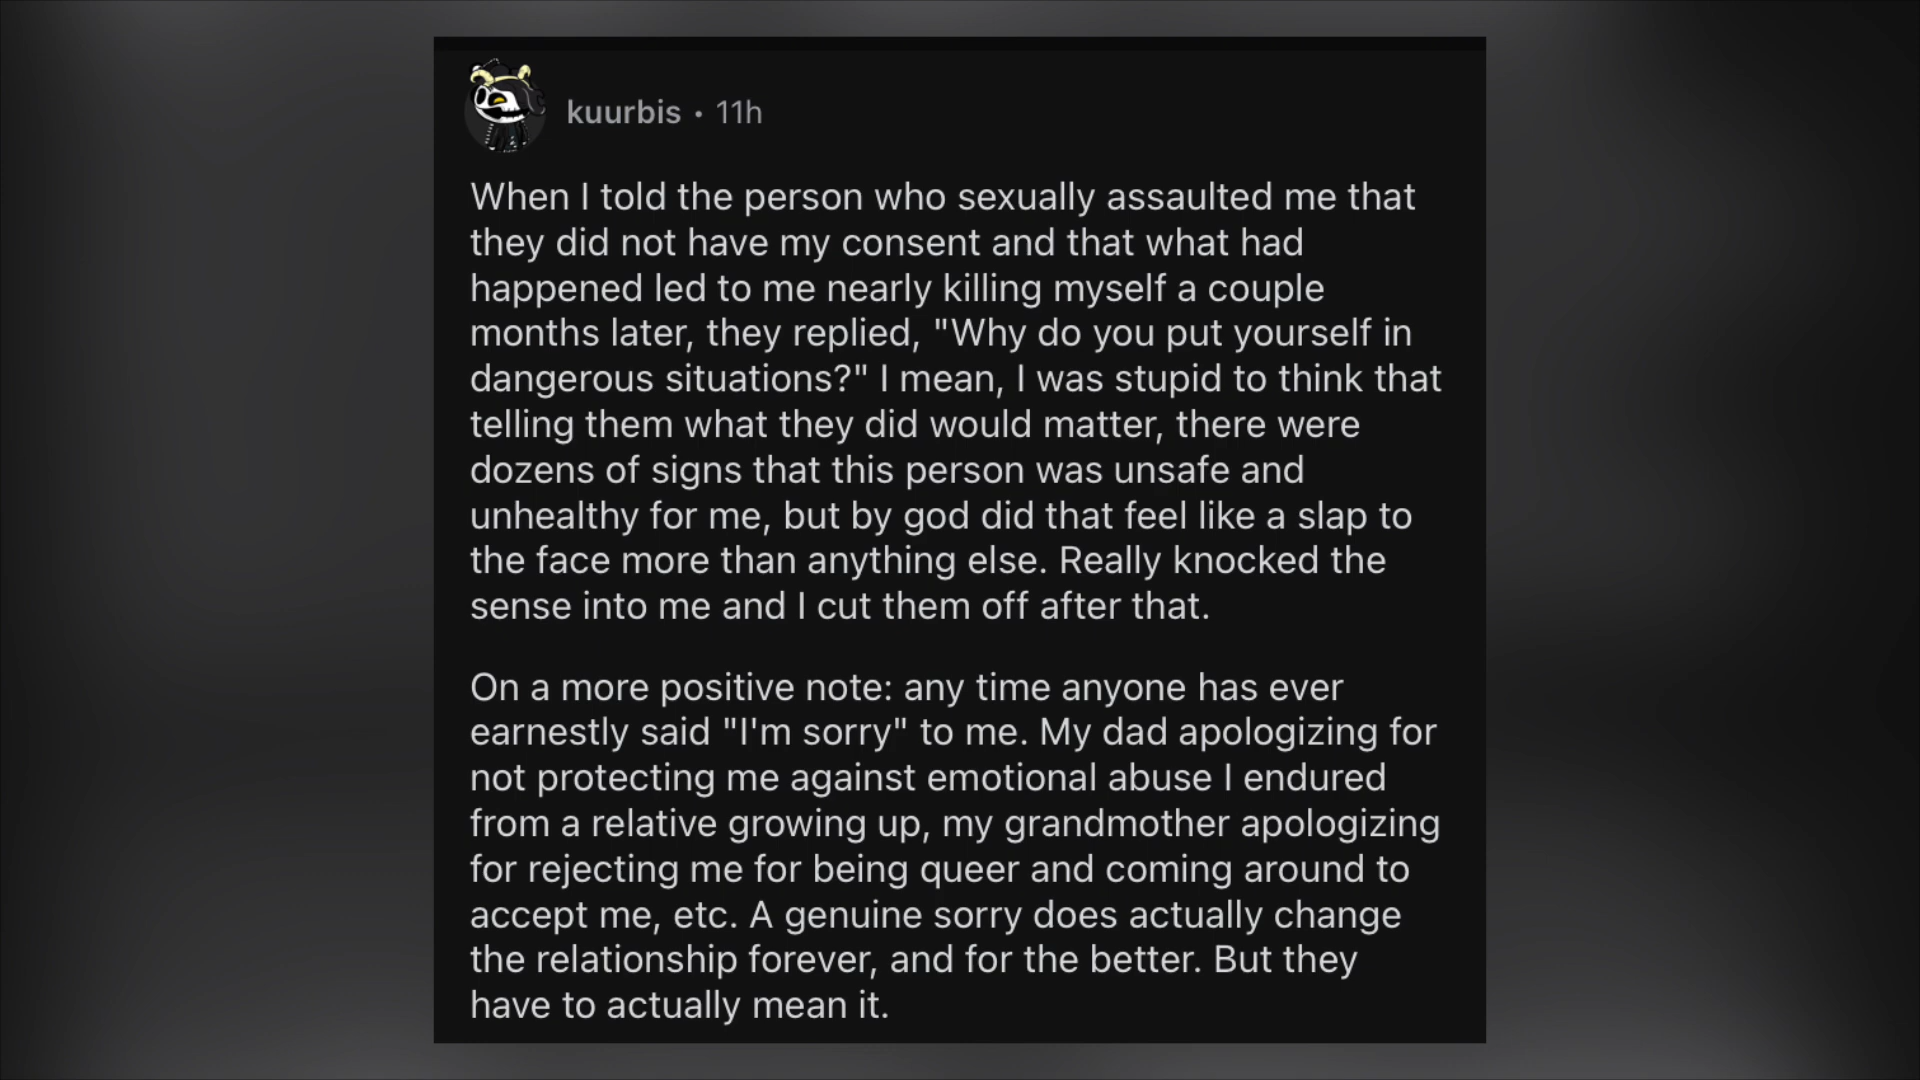 kuurbis • 11h
When I told the person who sexually assaulted me that
they did not have my consent and that what had
happened led to me nearly killing myself a couple
months later, they replied, "Why do you put yourself in
dangerous situations?" I mean, I was stupid to think that
telling them what they did would matter, there were
dozens of signs that this person was unsafe and
unhealthy for me, but by god did that feel like a slap to
the face more than anything else. Really knocked the
sense into me and I cut them off after that.
On a more positive note: any time anyone has ever
earnestly said "I'm sorry" to me. My dad apologizing for
not protecting me against emotional abuse I endured
from a relative growing up, my grandmother apologizing
for rejecting me for being queer and coming around to
accept me, etc. A genuine sorry does actually change
the relationship forever, and for the better. But they
have to actually mean it.